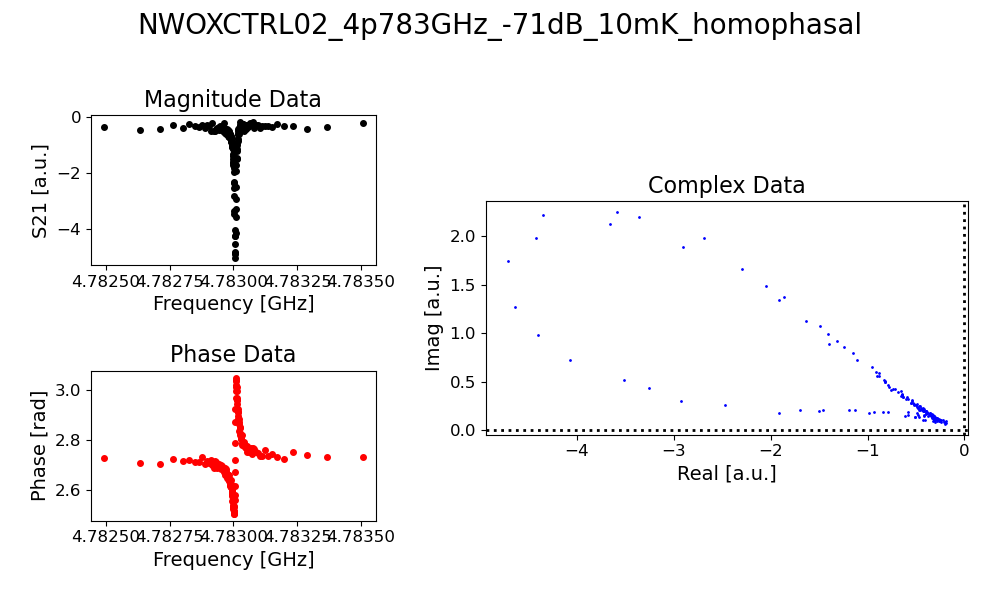 NWOXCTRL02_4p783GHz_-71dB_10mK_homophasal
Magnitude Data
S21 [a.u.]
0
−2
−4
4.78250 4.78275 4.78300 4.78325 4.78350
Frequency [GHz]
Phase Data
Phase [rad]
3.0
2.8
2.6
4.78250 4.78275 4.78300 4.78325 4.78350
Frequency [GHz]
Complex Data
Imag [a.u.]
2.0
1.5
1.0
0.5
0.0
−4 −3 −2 −1 0
Real [a.u.]